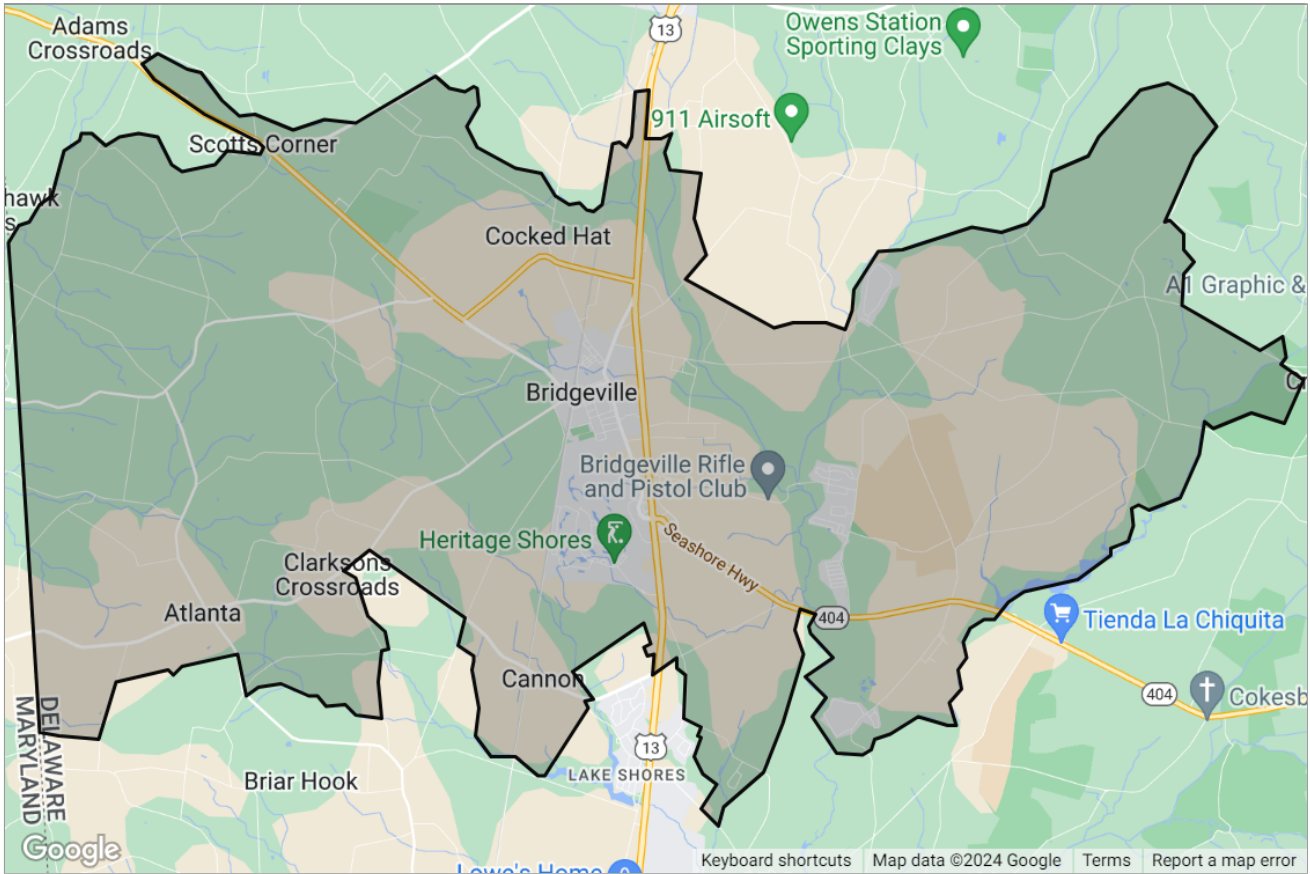 Adams
Crossroads
13
Owens Station
Sporting Clays
911 Airsoft
Scotts Corner
hawk
s
Cocked Hat
A1 Graphic &
Bridgeville
Cr
Bridgeville Rifle
and Pistol Club
Heritage Shores
Seashore Hwy
Clarksons
Crossroads
Atlanta
404
Tienda La Chiquita
Cannon
404
Cokesb
DELAWARE
MARYLAND
13
LAKE SHORES
Briar Hook
Google
Lowe's Home
Keyboard shortcuts
Map data ©2024 Google
Terms
Report a map error